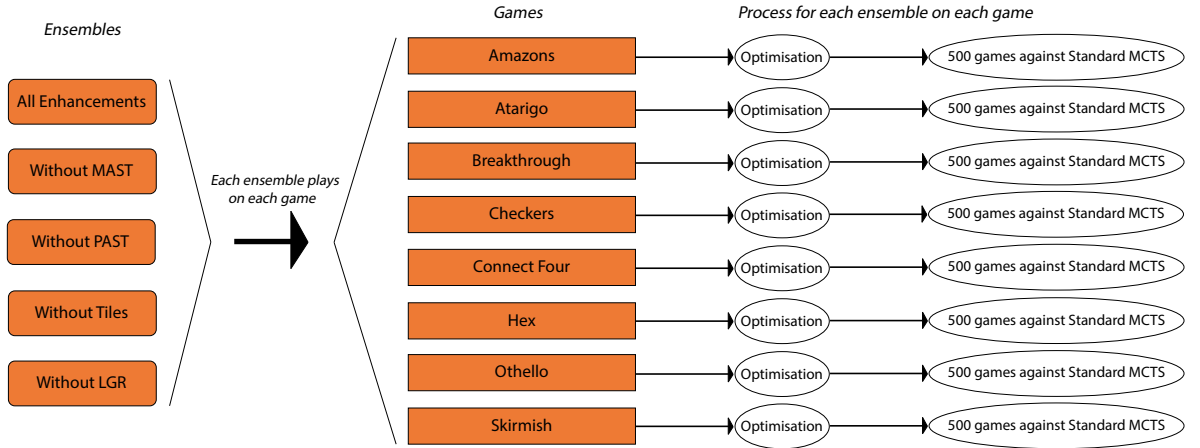 Ensembles
All Enhancements
Without MAST
Without PAST
Without Tiles
Without LGR
Each ensemble plays
on each game
Games
Process for each ensemble on each game
Amazons
Optimisation
500 games against Standard MCTS
Atarigo
Optimisation
500 games against Standard MCTS
Breakthrough
Optimisation
500 games against Standard MCTS
Checkers
Optimisation
500 games against Standard MCTS
Connect Four
Optimisation
500 games against Standard MCTS
Hex
Optimisation
500 games against Standard MCTS
Othello
Optimisation
500 games against Standard MCTS
Skirmish
Optimisation
500 games against Standard MCTS